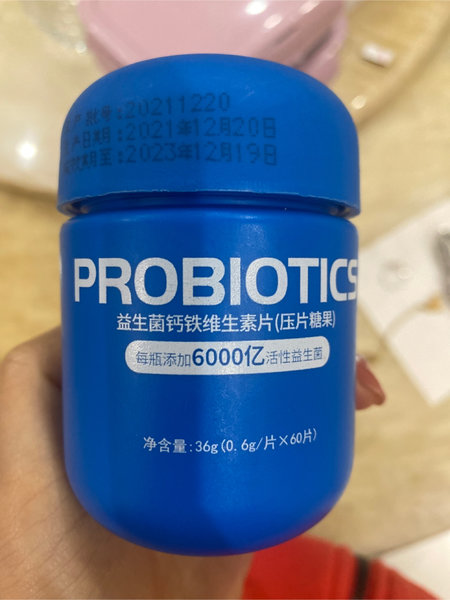 产批号:20211220
日期:2021年12月20日
期至:2023年12月19日
PROBIOTICS
益生菌钙铁维生素片(压片糖果)
每瓶添加6000亿活性益生菌
净含量:36g(0.6g/片×60片)